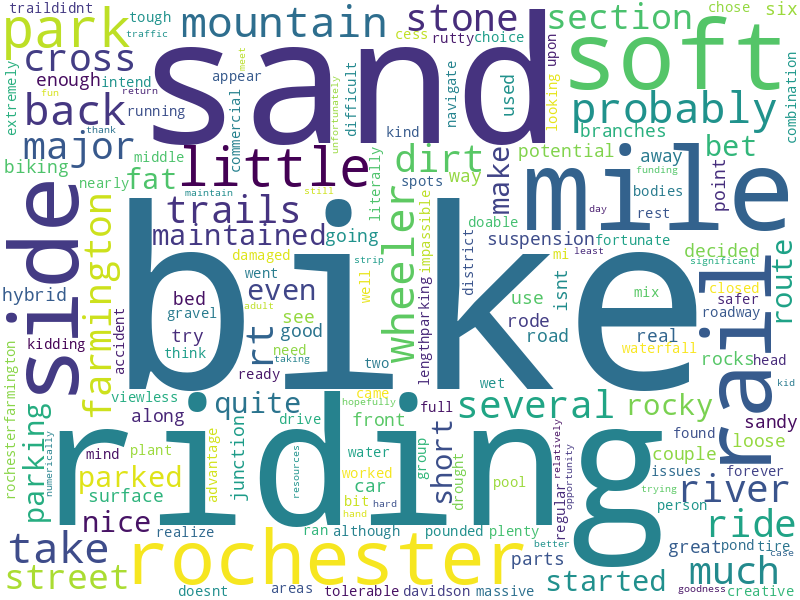 traildidnt
traffic
park
tough
mountain
cess
rutty
choice
stone
upon
section
chose
six
cross
extremely
enough
intend
appear
sand
used
navigate
looking
soft
combination
back
running
fun
return
meet
commercial
unfortunately
difficult
kind
probably
branches
major
thank
biking
middle
nearly
fat
little
literally
dirt
way
make
potential
away
bet
funding
bodies
point
side
farmington
trails
maintain
still
spots
wheeler
doable
mile
day
rest
maintained
going
impassible
suspension
fortunate
district
mi
least
decided
significant
route
damaged
went
strip
well
hybrid
bed
gravel
adult
even
see
good
rt
bike
lengthparking
use
isnt
mix
closed
safer
roadway
rail
kidding
accident
try
think
need
taking
rode
road
real
waterfall
rocks
head
kid
rochesterfarmington
numerically
viewless
ready
two
came
hopefully
full
wet
sandy
parking
along
quite
drive
front
several
rocky
loose
mind
plant
advantage
junction
resources
water
group
short
found
couple
parked
riding
worked
car
drought
pool
regular
relatively
opportunity
trying
issues
forever
surface
bit
hard
hand
person
river
nice
realize
ran
although
pounded
plenty
ride
take
rochester
better
parts
great
pond
tire
case
street
doesnt
areas
tolerable
davidson
massive
started
much
goodness
creative